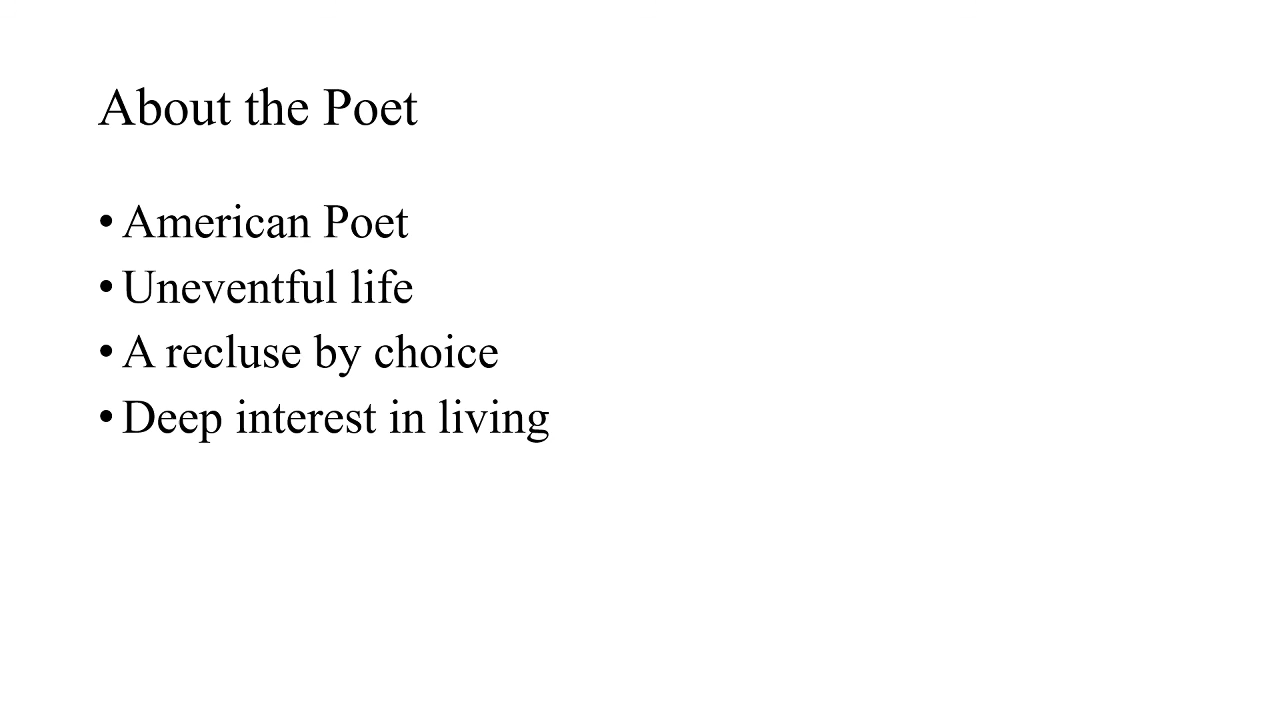 About the Poet
• American Poet
• Uneventful life
• A recluse by choice
• Deep interest in living